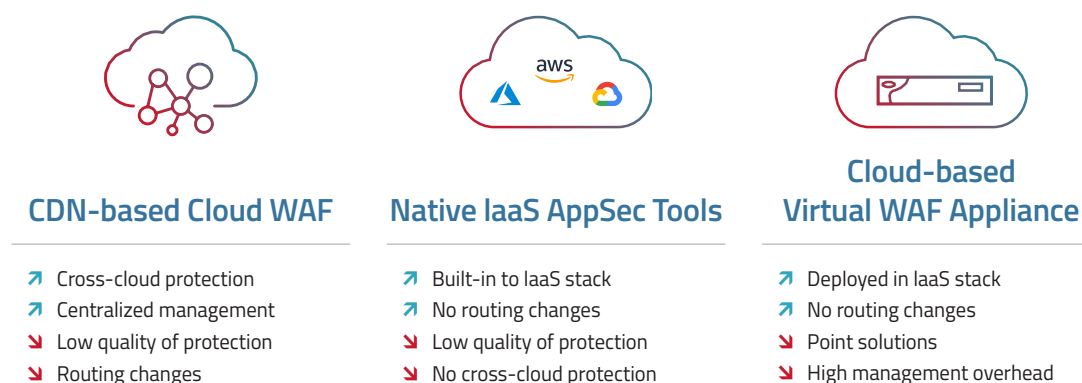 aws
CDN-based Cloud WAF
Cross-cloud protection
Centralized management
Low quality of protection
Routing changes
Native IaaS AppSec Tools
Built-in to IaaS stack
No routing changes
Low quality of protection
No cross-cloud protection
Cloud-based
Virtual WAF Appliance
Deployed in IaaS stack
No routing changes
Point solutions
High management overhead